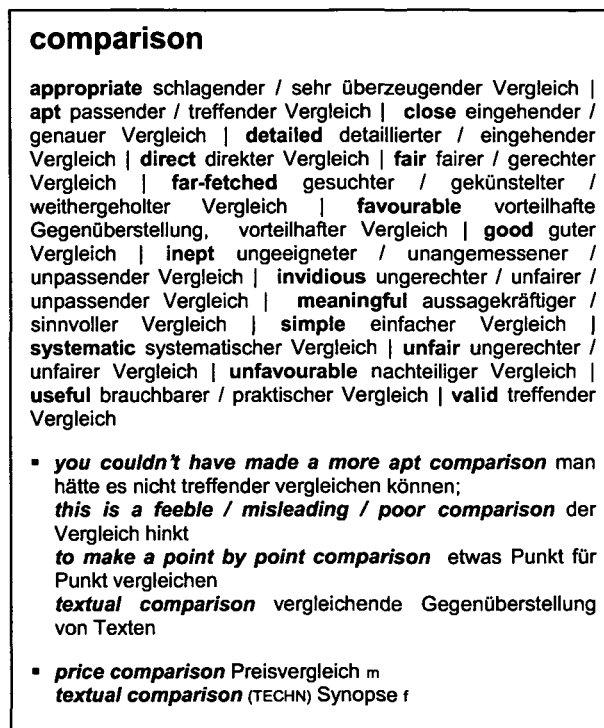 comparison
appropriate schlagender / sehr überzeugender Vergleich |
apt passender / treffender Vergleich | close eingehender /
genauer Vergleich | detailed detaillierter / eingehender
Vergleich | direct direkter Vergleich | fair fairer / gerechter
Vergleich | far-fetched gesuchter / gekünstelter /
weithergeholter Vergleich | favourable vorteilhafte
Gegenüberstellung, vorteilhafter Vergleich | good guter
Vergleich | inept ungeeigneter / unangemessener /
unpassender Vergleich | invidious ungerechter / unfairer /
unpassender Vergleich | meaningful aussagekräftiger /
sinnvoller Vergleich | simple einfacher Vergleich |
systematic systematischer Vergleich | unfair ungerechter /
unfairer Vergleich | unfavourable nachteiliger Vergleich |
useful brauchbarer / praktischer Vergleich | valid treffender
Vergleich
▪ you couldn't have made a more apt comparison man
hätte es nicht treffender vergleichen können;
this is a feeble / misleading / poor comparison der
Vergleich hinkt
to make a point by point comparison etwas Punkt für
Punkt vergleichen
textual comparison vergleichende Gegenüberstellung
von Texten
▪ price comparison Preisvergleich m
textual comparison (TECHN) Synopse f